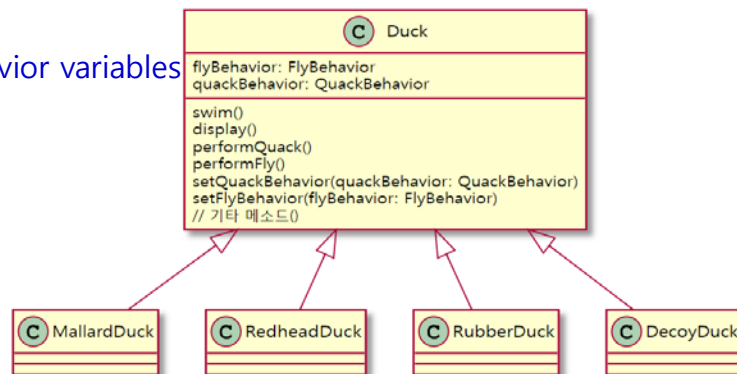 vior variables
C Duck
flyBehavior: FlyBehavior
quackBehavior: QuackBehavior
swim()
display()
performQuack()
performFly()
setQuackBehavior(quackBehavior: QuackBehavior)
setFlyBehavior(flyBehavior: FlyBehavior)
// 기타 메소드()
C MallardDuck
C RedheadDuck
C RubberDuck
C DecoyDuck